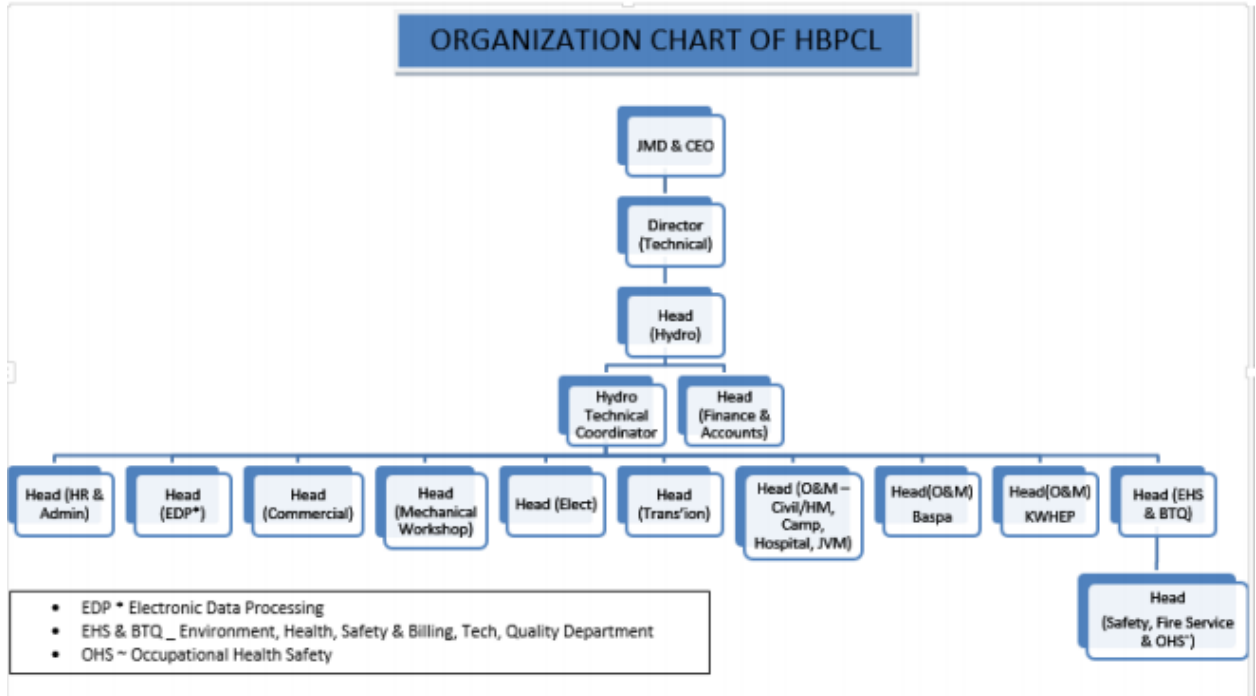 ORGANIZATION CHART OF HBPCL
JMD & CEO
Director
(Technical)
Head
(Hydro)
Hydro
Technical
Coordinator
Head
(Finance &
Accounts)
Head (HR &
Admin)
Head
(EDP*)
Head
(Commercial)
Head
(Mechanical
Workshop)
Head (Elect)
Head
(Trans'ion)
Head (O&M –
Civil/HM,
Camp,
Hospital, JVM)
Head(O&M)
Baspa
Head(O&M)
KWHEP
Head (EHS
& BTQ)
Head
(Safety, Fire Service
& OHS~)
• EDP * Electronic Data Processing
• EHS & BTQ _ Environment, Health, Safety & Billing, Tech, Quality Department
• OHS ~ Occupational Health Safety